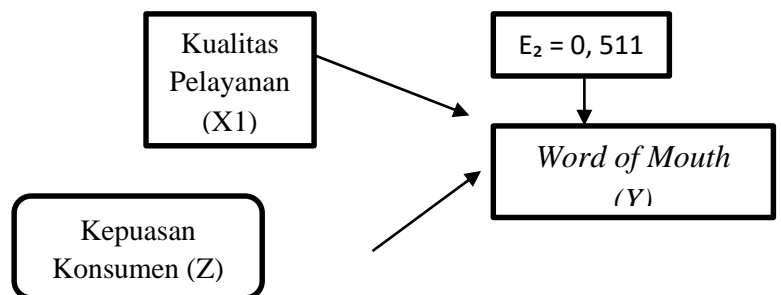 Kualitas
Pelayanan
(X1)
E₂ = 0, 511
Word of Mouth
(Y)
Kepuasan
Konsumen (Z)